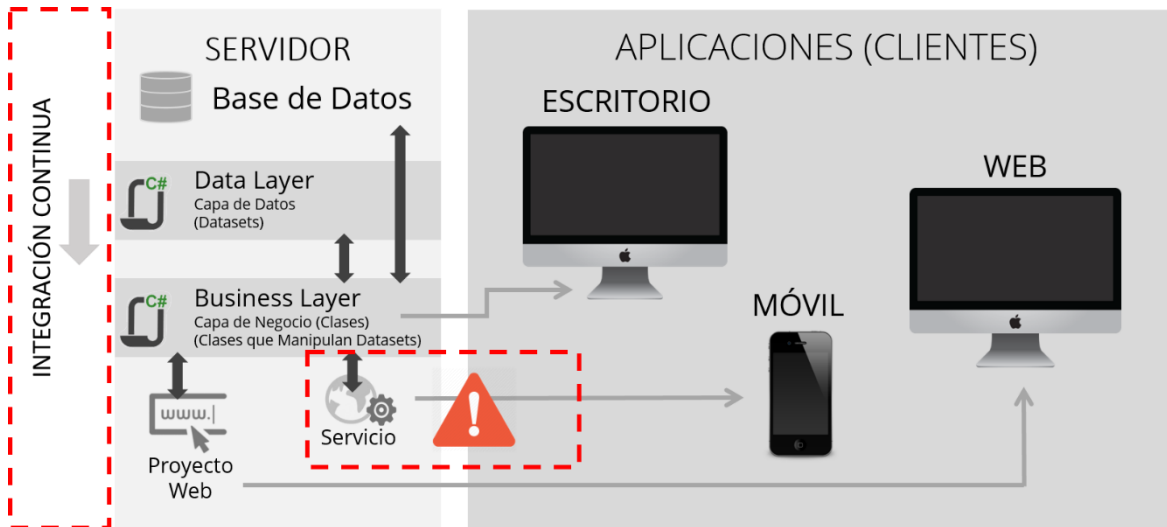 INTEGRACIÓN CONTINUA
SERVIDOR
Base de Datos
C#
Data Layer
Capa de Datos
(Datasets)
C#
Business Layer
Capa de Negocio (Clases)
(Clases que Manipulan Datasets)
www.|
Proyecto
Web
Servicio
!
APLICACIONES (CLIENTES)
ESCRITORIO
WEB
MÓVIL